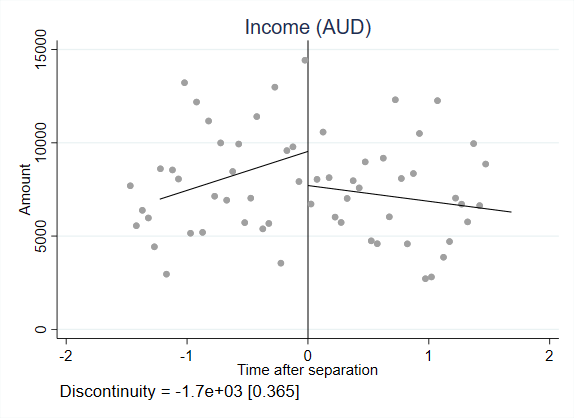 Income (AUD)
15000
10000
5000
0
Amount
-2 -1 0 1 2
Time after separation
Discontinuity = -1.7e+03 [0.365]